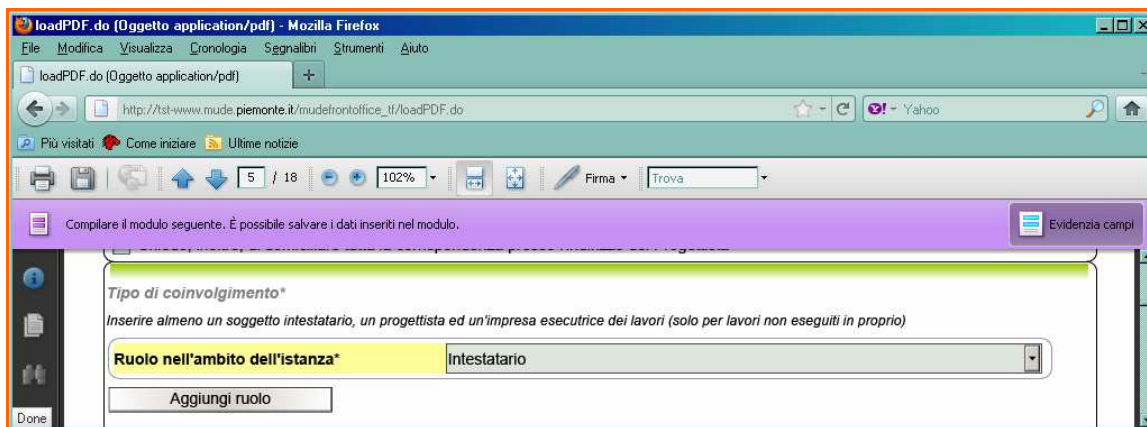 loadPDF.do (Oggetto application/pdf) - Mozilla Firefox
File Modifica Visualizza Cronologia Segnalibri Strumenti Aiuto
loadPDF.do (Oggetto application/pdf)
http://tst-www.mude.piemonte.it/mudefrontoffice_tf/loadPDF.do Yahoo
Più visitati Come iniziare Ultime notizie
5 / 18 102% Firma Trova
Compilare il modulo seguente. È possibile salvare i dati inseriti nel modulo. Evidenzia campi
Tipo di coinvolgimento*
Inserire almeno un soggetto intestatario, un progettista ed un'impresa esecutrice dei lavori (solo per lavori non eseguiti in proprio)
Ruolo nell'ambito dell'istanza* Intestatario
Aggiungi ruolo
Done